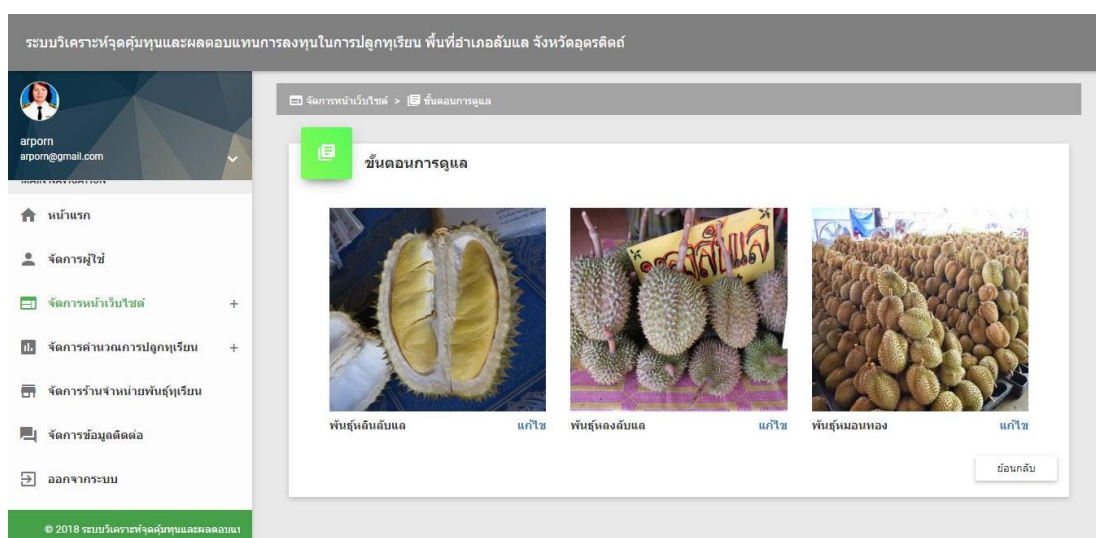 ระบบวิเคราะห์จุดคุ้มทุนและผลตอบแทนการลงทุนในการปลูกทุเรียน พื้นที่อำเภอลับแล จังหวัดอุตรดิตถ์
arporn
arporn@gmail.com
MAIN NAVIGATION
หน้าแรก
จัดการผู้ใช้
จัดการหน้าเว็บไซต์ +
จัดการคำนวณการปลูกทุเรียน +
จัดการร้านจำหน่ายพันธุ์ทุเรียน
จัดการข้อมูลติดต่อ
ออกจากระบบ
© 2018 ระบบวิเคราะห์จุดคุ้มทุนและผลตอบแท
จัดการหน้าเว็บไซต์ > ขั้นตอนการดูแล
ขั้นตอนการดูแล
หลงลับแล
พันธุ์หลินลับแล แก้ไข
พันธุ์หลงลับแล แก้ไข
พันธุ์หมอนทอง แก้ไข
ย้อนกลับ